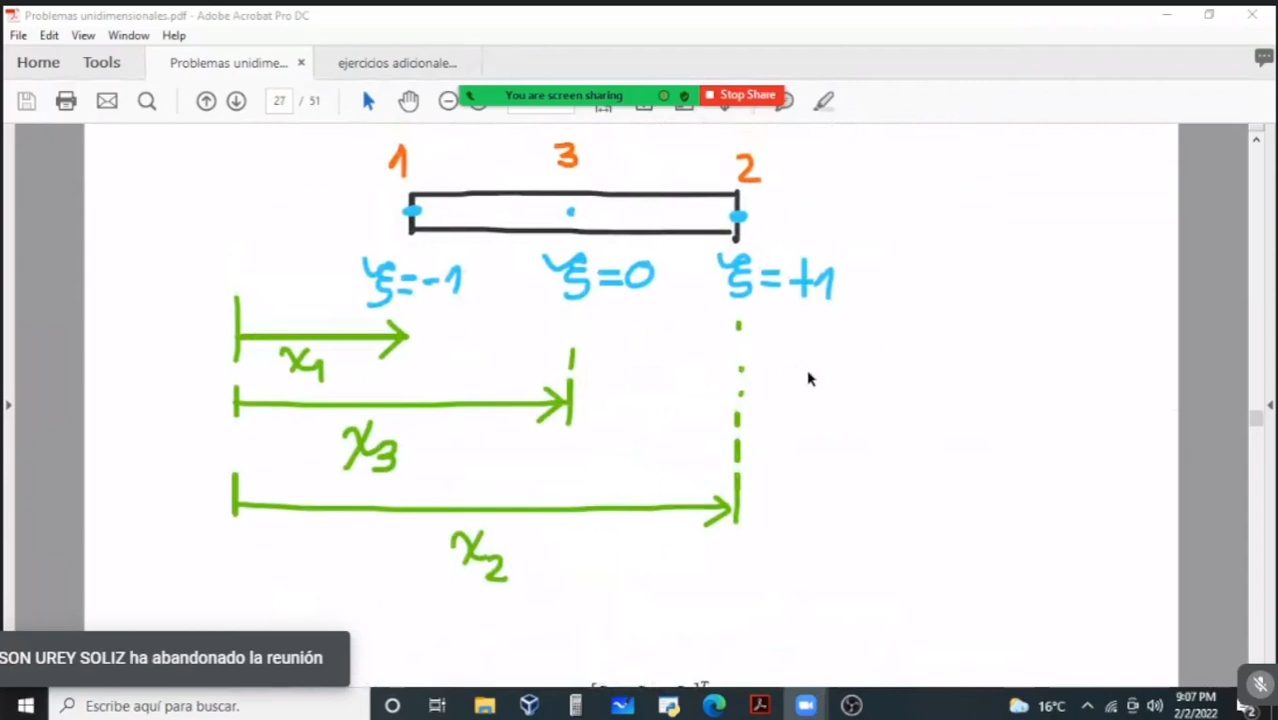 Problemas unidimensionales.pdf - Adobe Acrobat Pro DC
File Edit View Window Help
Home Tools Problemas unidime... × ejercicios adicionale...
27 / 51
You are screen sharing Stop Share
1 3 2
ξ=-1 ξ=0 ξ=+1
x₁
x₃
x₂
SON UREY SOLIZ ha abandonado la reunión
Escribe aquí para buscar. 16°C 9:07 PM
2/2/2022 2